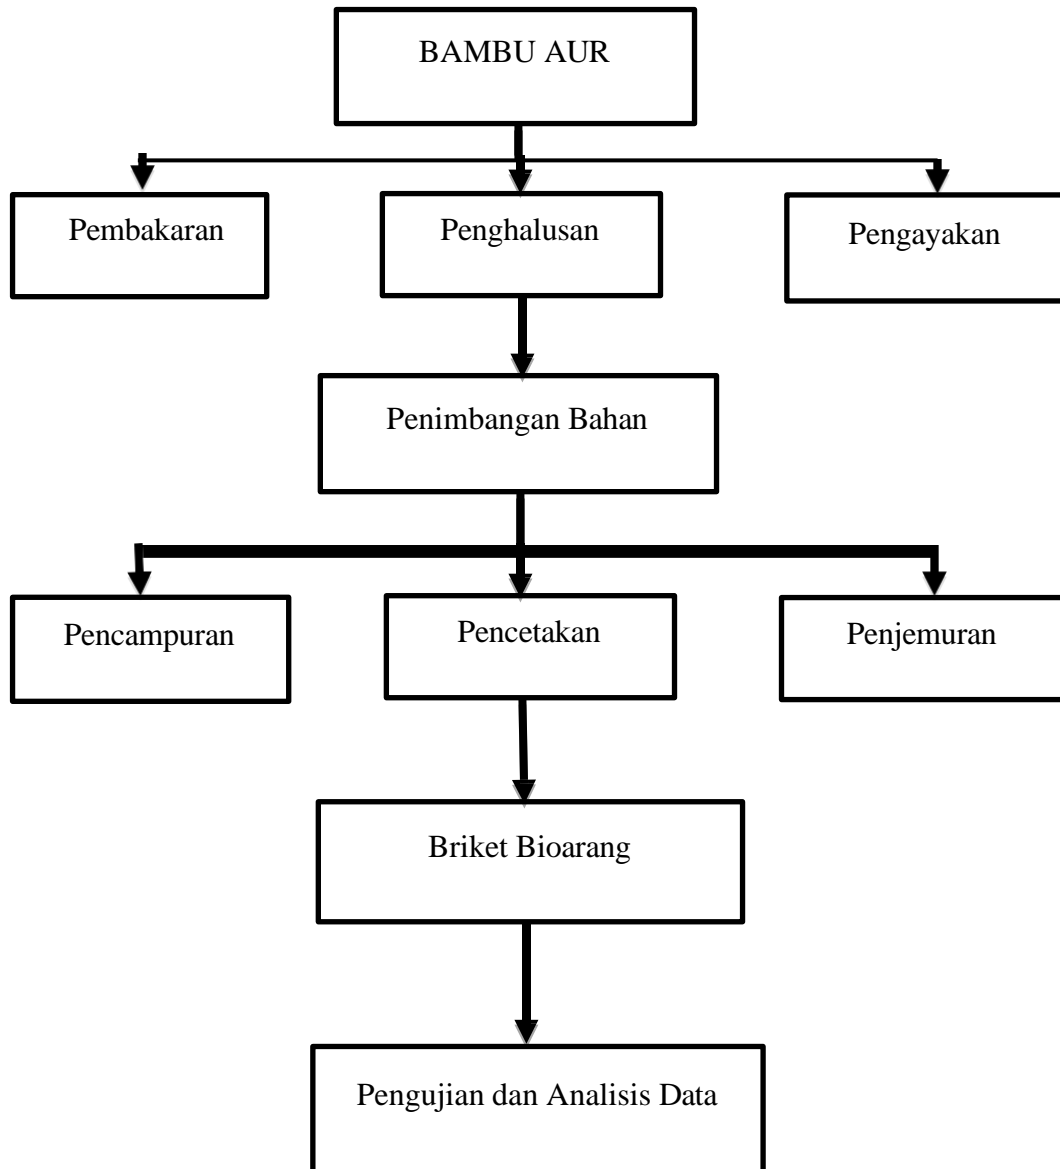 BAMBU AUR
Pembakaran
Penghalusan
Pengayakan
Penimbangan Bahan
Pencampuran
Pencetakan
Penjemuran
Briket Bioarang
Pengujian dan Analisis Data